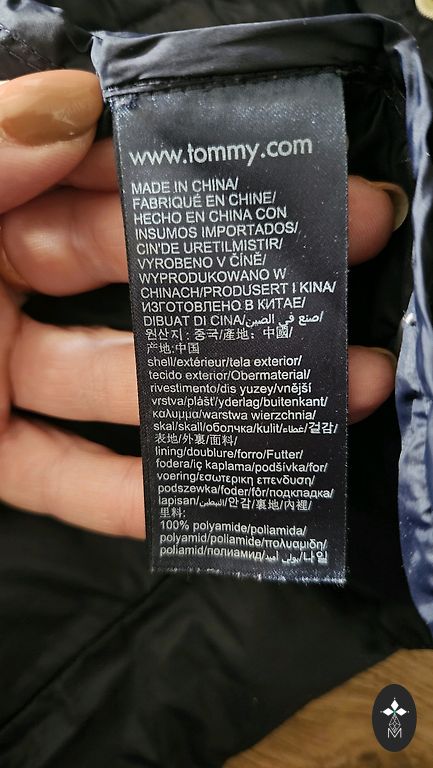 www.tommy.com
MADE IN CHINA/
FABRIQUÉ EN CHINE/
HECHO EN CHINA CON
INSUMOS IMPORTADOS/
CIN'DE URETILMISTIR/
VYROBENO V ČÍNĚ/
WYPRODUKOWANO W
CHINACH/PRODUSERT I KINA/
ИЗГОТОВЛЕНО В КИТАЕ/
DIBUAT DI CINA/صنع في الصين/
원산지: 중국/產地: 中國/
产地:中国
shell/extérieur/tela exterior/
tecido exterior/Obermaterial/
rivestimento/dis yuzey/vnější
vrstva/plášť/yderlag/buitenkant/
καλυμμα/warstwa wierzchnia/
skal/skall/оболочка/kulit/غطاء/겉감/
表地/外裏/面料/
lining/doublure/forro/Futter/
fodera/iç kaplama/podšívka/for/
voering/εσωτερικη επενδυση/
podszewka/foder/fôr/подкладка/
lapisan/التبطين/안감/裏地/內裡/
里料:
100% polyamide/poliamida/
polyamid/poliammide/πολυαμιδη/
poliamid/полиамид/بولي أميد/나일
M